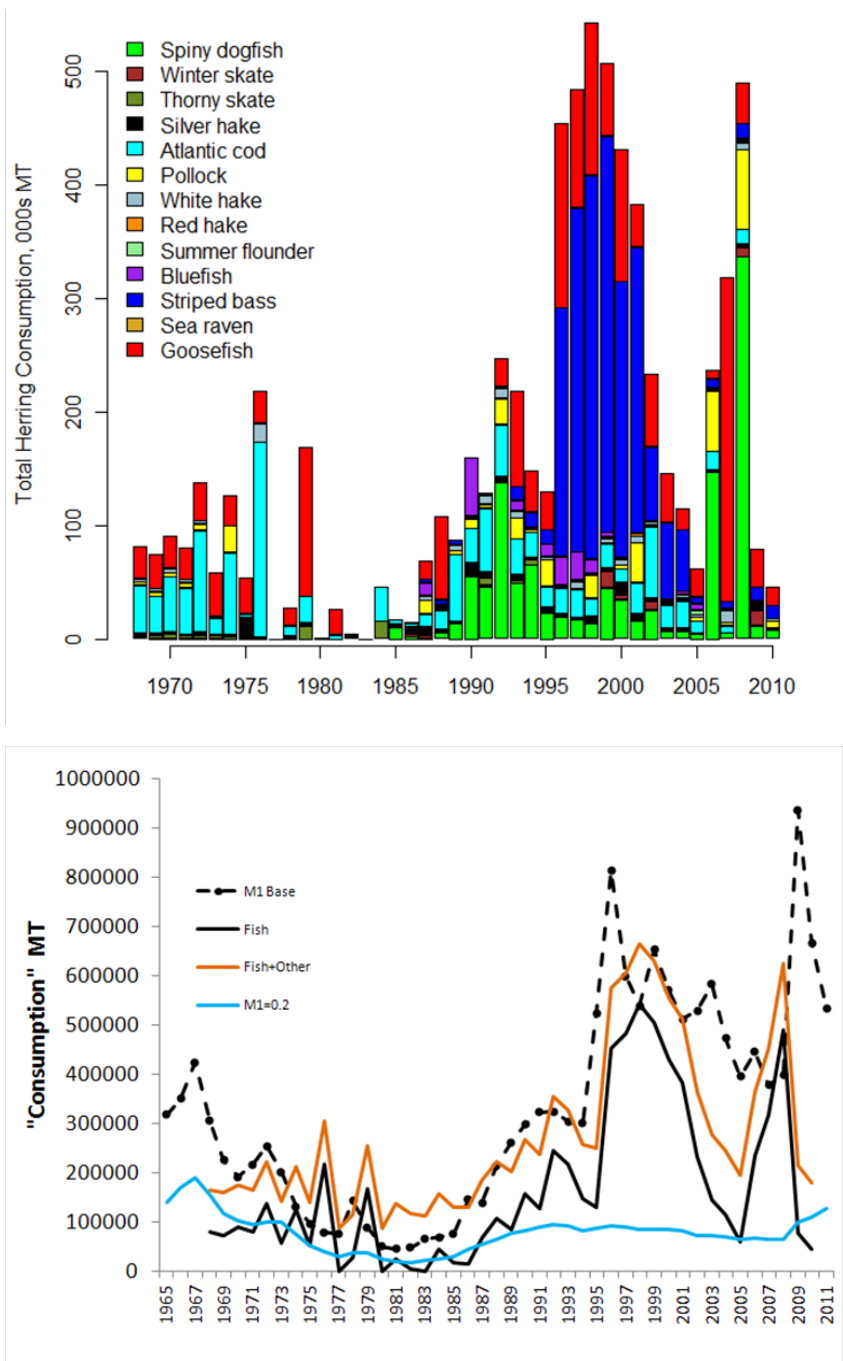 Total Herring Consumption, 000s MT
500
400
300
200
100
0
Spiny dogfish
Winter skate
Thorny skate
Silver hake
Atlantic cod
Pollock
White hake
Red hake
Summer flounder
Bluefish
Striped bass
Sea raven
Goosefish
1970 1975 1980 1985 1990 1995 2000 2005 2010
"Consumption" MT
1000000
900000
800000
700000
600000
500000
400000
300000
200000
100000
0
M1 Base
Fish
Fish+Other
M1=0.2
1965 1967 1969 1971 1973 1975 1977 1979 1981 1983 1985 1987 1989 1991 1993 1995 1997 1999 2001 2003 2005 2007 2009 2011